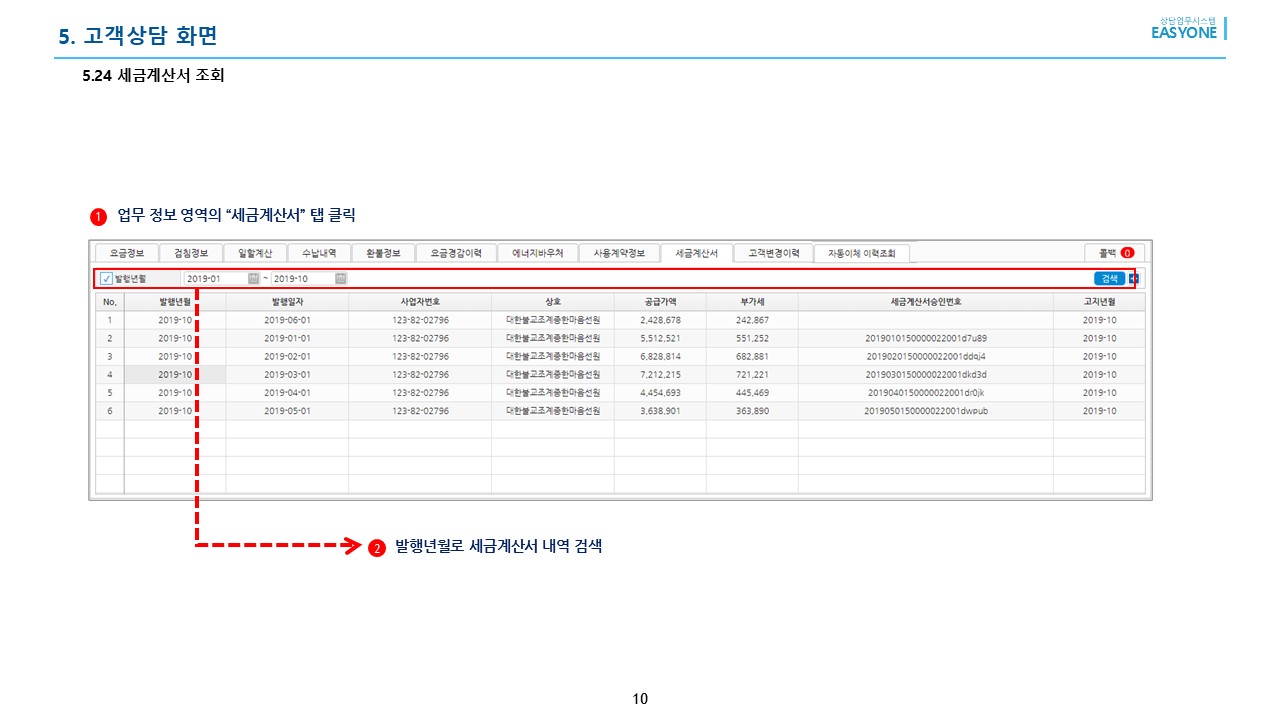 5. 고객상담 화면
상담업무시스템
EASYONE
5.24 세금계산서 조회
1 업무 정보 영역의 “세금계산서” 탭 클릭
요금정보 검침정보 일할계산 수납내역 환불정보 요금경감이력 에너지바우처 사용계약정보 세금계산서 고객변경이력 자동이체 이력조회 콜백 0
발행년월 2019-01 ~ 2019-10 검색
No. 발행년월 발행일자 사업자번호 상호 공급가액 부가세 세금계산서승인번호 고지년월
1 2019-10 2019-06-01 123-82-02796 대한불교조계종한마음선원 2,428,678 242,867 2019-10
2 2019-10 2019-01-01 123-82-02796 대한불교조계종한마음선원 5,512,521 551,252 2019010150000022001d7u89 2019-10
3 2019-10 2019-02-01 123-82-02796 대한불교조계종한마음선원 6,828,814 682,881 2019020150000022001ddqj4 2019-10
4 2019-10 2019-03-01 123-82-02796 대한불교조계종한마음선원 7,212,215 721,221 2019030150000022001dkd3d 2019-10
5 2019-10 2019-04-01 123-82-02796 대한불교조계종한마음선원 4,454,693 445,469 2019040150000022001dr0jk 2019-10
6 2019-10 2019-05-01 123-82-02796 대한불교조계종한마음선원 3,638,901 363,890 2019050150000022001dwpub 2019-10
2 발행년월로 세금계산서 내역 검색
10